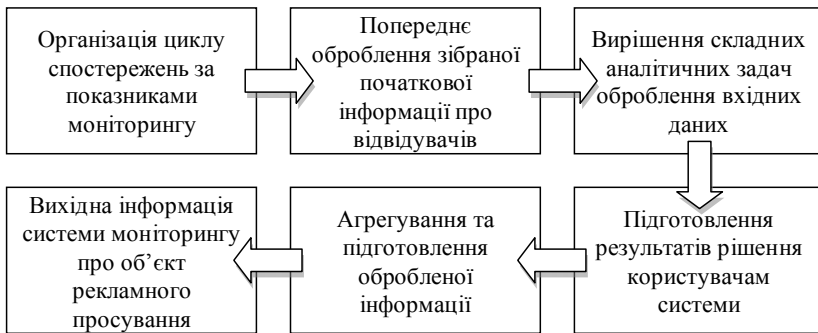 Організація циклу
спостережень за
показниками
моніторингу
Попереднє
оброблення зібраної
початкової
інформації про
відвідувачів
Вирішення складних
аналітичних задач
оброблення вхідних
даних
Підготовлення
результатів рішення
користувачам
системи
Агрегування та
підготовлення
обробленої
інформації
Вихідна інформація
системи моніторингу
про об’єкт
рекламного
просування